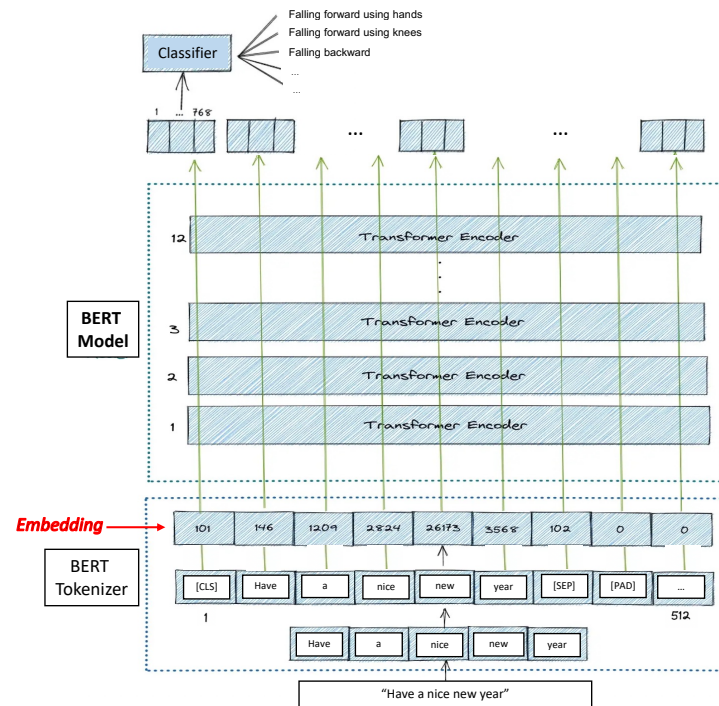 Falling forward using hands
Falling forward using knees
Classifier
Falling backward
...
...
1 ... 768
... ...
12 Transformer Encoder
.
.
.
BERT
Model
3 Transformer Encoder
2 Transformer Encoder
1 Transformer Encoder
Embedding
101 146 1209 2824 26173 3568 102 0 0
BERT
Tokenizer
[CLS] Have a nice new year [SEP] [PAD] ...
1 512
Have a nice new year
“Have a nice new year”